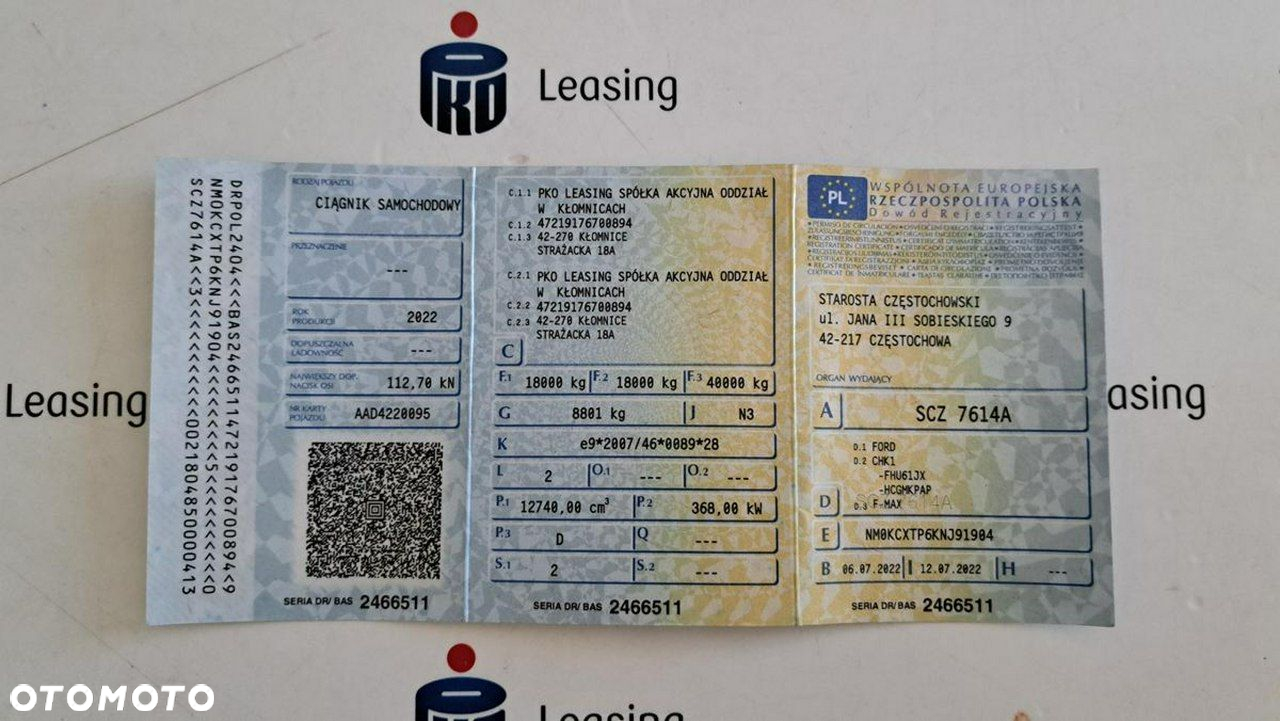 PKO
Leasing
DRPOL2404<<BAS2466511472191767008​94<9
NM0KCXTP6KNJ91904<<<<<<<5<<<<<<<<0
SCZ7614A<<3<<<<<<<<<0021804850000413
RODZAJ POJAZDU
CIĄGNIK SAMOCHODOWY
PRZEZNACZENIE
---
ROK PRODUKCJI 2022
DOPUSZCZALNA ŁADOWNOŚĆ ---
NAJWIĘKSZY DOP. NACISK OSI 112,70 kN
NR KARTY POJAZDU AAD4220095
SERIA DR/ BAS 2466511
C.1.1 PKO LEASING SPÓŁKA AKCYJNA ODDZIAŁ
W KŁOMNICACH
C.1.2 47219176700894
C.1.3 42-270 KŁOMNICE
STRAŻACKA 18A
C.2.1 PKO LEASING SPÓŁKA AKCYJNA ODDZIAŁ
W KŁOMNICACH
C.2.2 47219176700894
C.2.3 42-270 KŁOMNICE
STRAŻACKA 18A
C
F.1 18000 kg F.2 18000 kg F.3 40000 kg
G 8801 kg J N3
K e9*2007/46*0089*28
L 2 O.1 --- O.2 ---
P.1 12740,00 cm³ P.2 368,00 kW
P.3 D Q ---
S.1 2 S.2 ---
SERIA DR/ BAS 2466511
PL
WSPÓLNOTA EUROPEJSKA
RZECZPOSPOLITA POLSKA
Dowód Rejestracyjny
STAROSTA CZĘSTOCHOWSKI
ul. JANA III SOBIESKIEGO 9
42-217 CZĘSTOCHOWA
ORGAN WYDAJĄCY
A SCZ 7614A
D.1 FORD
D.2 CHK1
-FHU61JX
-HCGMKPAP
D D.3 F-MAX
E NM0KCXTP6KNJ91904
B 06.07.2022 I 12.07.2022 H ---
SERIA DR/ BAS 2466511
Leasing
asing
OTOMOTO
Leasing